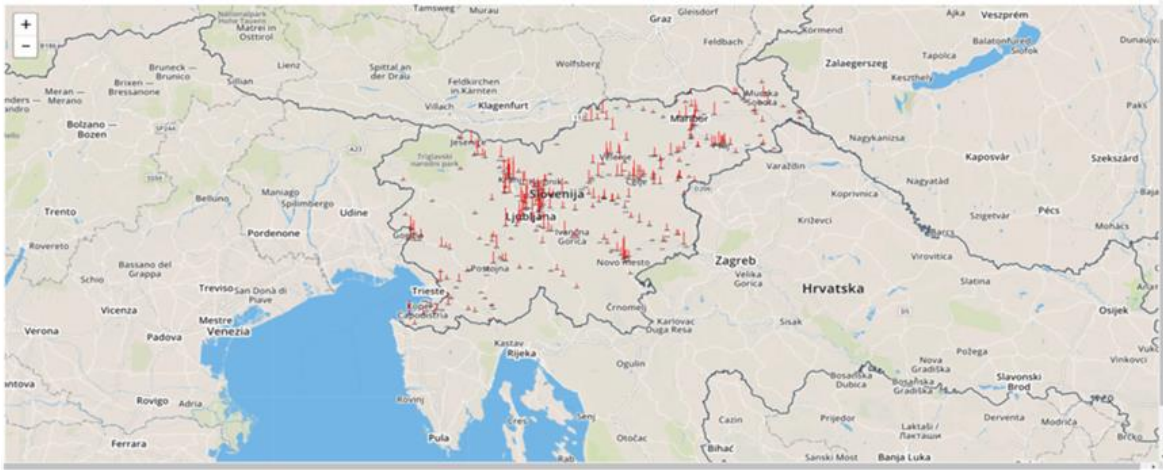 +
−
Tamsweg
Murau
Graz
Gleisdorf
Ajka
Veszprém
Nationalpark
Hohe Tauern
Matrei in
Osttirol
Lienz
Spittal an
der Drau
Wolfsberg
Feldbach
Körmend
Balatonfüred
Siófok
Dunaújv
Bruneck —
Brunico
Brixen —
Bressanone
Sillian
Feldkirchen
in Kärnten
Zalaegerszeg
Tapolca
Keszthely
Meran —
Merano
Villach
Klagenfurt
Murska
Sobota
Paks
Bolzano —
Bozen
A23
Maribor
Nagykanizsa
Jesenice
Triglavski
narodni park
Velenje
Ptuj
Kaposvár
Szekszárd
Varaždin
Celje
Maniago
Spilimbergo
Belluno
Slovenija
Koprivnica
Nagyatád
Baja
Trento
Udine
Ljubljana
Križevci
Szigetvár
Pécs
Mohács
Pordenone
Gorizia
Ivančna
Gorica
Barcs
Rovereto
Bassano del
Grappa
Postojna
Novo mesto
Zagreb
Velika
Gorica
Virovitica
Schio
Treviso
San Donà di
Piave
Trieste
Hrvatska
Slatina
Vicenza
Koper
Capodistria
Črnomelj
Osijek
Mestre
Venezia
Karlovac
Duga Resa
Sisak
Verona
Padova
Kastav
Rijeka
Ogulin
Požega
Vinkovci
Nova
Gradiška
Bosanska
Dubica
Bosanska
Gradiška
Slavonski
Brod
Rovigo
Adria
Rovinj
Cres
Senj
Cazin
Prijedor
Derventa
Modriča
Laktaši /
Лакташи
Brčko
Ferrara
Pula
Rab
Otočac
Bihać
Sanski Most
Banja Luka